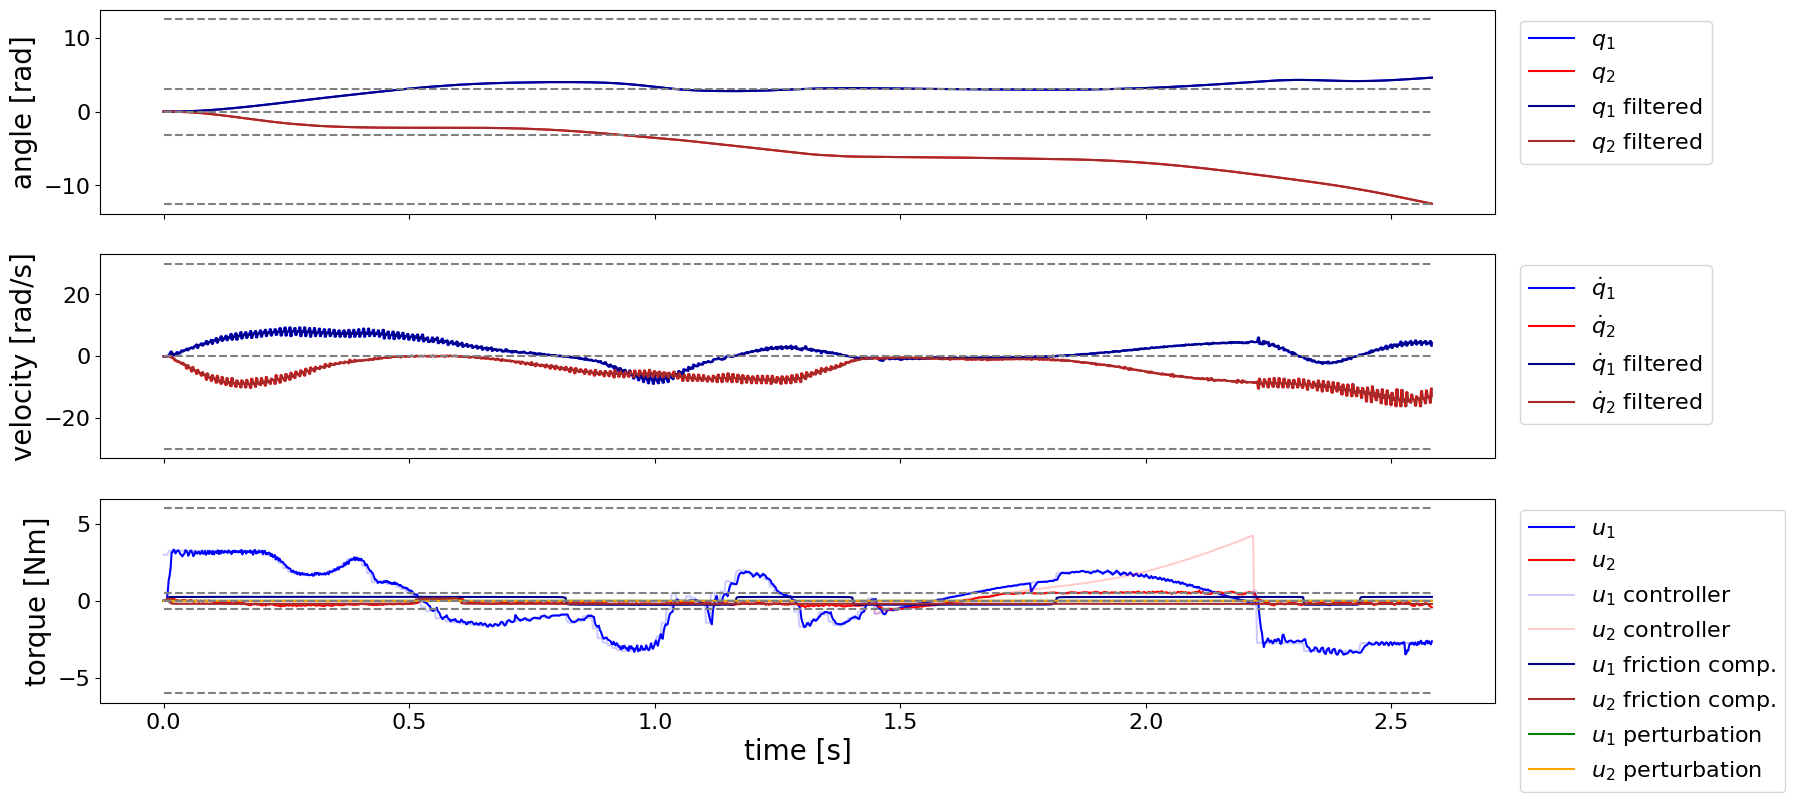 angle [rad]
10
0
−10
q₁
q₂
q₁ filtered
q₂ filtered
velocity [rad/s]
20
0
−20
q̇₁
q̇₂
q̇₁ filtered
q̇₂ filtered
torque [Nm]
5
0
−5
u₁
u₂
u₁ controller
u₂ controller
u₁ friction comp.
u₂ friction comp.
u₁ perturbation
u₂ perturbation
0.0 0.5 1.0 1.5 2.0 2.5
time [s]